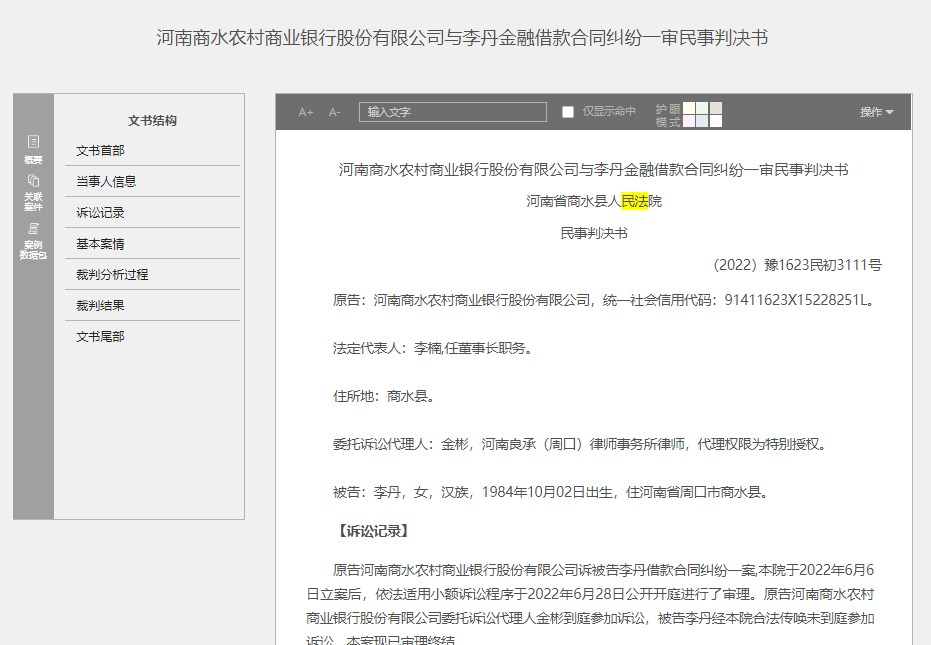 河南商水农村商业银行股份有限公司与李丹金融借款合同纠纷一审民事判决书
文书结构
文书首部
当事人信息
诉讼记录
基本案情
裁判分析过程
裁判结果
文书尾部
概要
关联
案件
案例
数据包
A+ A- 输入文字 仅显示命中 护眼
模式 操作
河南商水农村商业银行股份有限公司与李丹金融借款合同纠纷一审民事判决书
河南省商水县人民法院
民事判决书
（2022）豫1623民初3111号
原告：河南商水农村商业银行股份有限公司，统一社会信用代码：91411623X15228251L。
法定代表人：李楠,任董事长职务。
住所地：商水县。
委托诉讼代理人：金彬，河南良承（周口）律师事务所律师，代理权限为特别授权。
被告：李丹，女，汉族，1984年10月02日出生，住河南省周口市商水县。
【诉讼记录】
原告河南商水农村商业银行股份有限公司诉被告李丹借款合同纠纷一案,本院于2022年6月6
日立案后，依法适用小额诉讼程序于2022年6月28日公开开庭进行了审理。原告河南商水农村
商业银行股份有限公司委托诉讼代理人金彬到庭参加诉讼，被告李丹经本院合法传唤未到庭参加
诉讼。本案现已审理终结